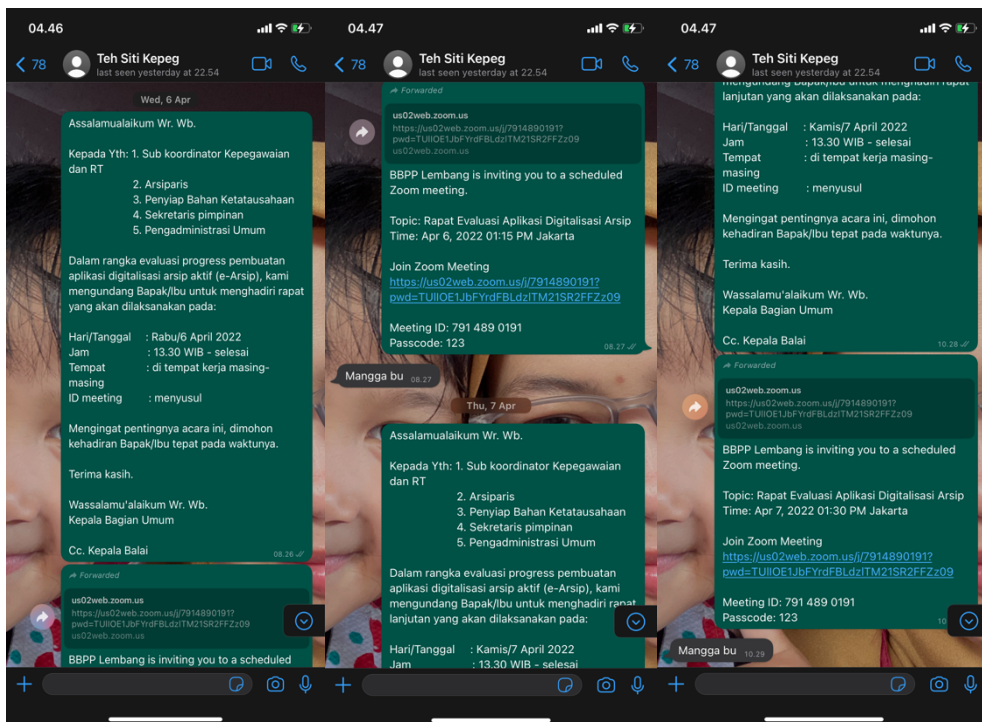 04.46
78
Teh Siti Kepeg
last seen yesterday at 22.54
Wed, 6 Apr
Assalamualaikum Wr. Wb.
Kepada Yth: 1. Sub koordinator Kepegawaian
dan RT
2. Arsiparis
3. Penyiap Bahan Ketatausahaan
4. Sekretaris pimpinan
5. Pengadministrasi Umum
Dalam rangka evaluasi progress pembuatan
aplikasi digitalisasi arsip aktif (e-Arsip), kami
mengundang Bapak/Ibu untuk menghadiri rapat
yang akan dilaksanakan pada:
Hari/Tanggal : Rabu/6 April 2022
Jam : 13.30 WIB - selesai
Tempat : di tempat kerja masing-
masing
ID meeting : menyusul
Mengingat pentingnya acara ini, dimohon
kehadiran Bapak/Ibu tepat pada waktunya.
Terima kasih.
Wassalamu'alaikum Wr. Wb.
Kepala Bagian Umum
Cc. Kepala Balai
08.26
Forwarded
us02web.zoom.us
https://us02web.zoom.us/j/7914890191?
pwd=TUlIOE1JbFYrdFBLdzlTM21SR2FFZz09
us02web.zoom.us
BBPP Lembang is inviting you to a scheduled
04.47
78
Teh Siti Kepeg
last seen yesterday at 22.54
Forwarded
us02web.zoom.us
https://us02web.zoom.us/j/7914890191?
pwd=TUlIOE1JbFYrdFBLdzlTM21SR2FFZz09
us02web.zoom.us
BBPP Lembang is inviting you to a scheduled
Zoom meeting.
Topic: Rapat Evaluasi Aplikasi Digitalisasi Arsip
Time: Apr 6, 2022 01:15 PM Jakarta
Join Zoom Meeting
https://us02web.zoom.us/j/7914890191?
pwd=TUlIOE1JbFYrdFBLdzlTM21SR2FFZz09
Meeting ID: 791 489 0191
Passcode: 123
08.27
Mangga bu 08.27
Thu, 7 Apr
Assalamualaikum Wr. Wb.
Kepada Yth: 1. Sub koordinator Kepegawaian
dan RT
2. Arsiparis
3. Penyiap Bahan Ketatausahaan
4. Sekretaris pimpinan
5. Pengadministrasi Umum
Dalam rangka evaluasi progress pembuatan
aplikasi digitalisasi arsip aktif (e-Arsip), kami
mengundang Bapak/Ibu untuk menghadiri rapat
lanjutan yang akan dilaksanakan pada:
Hari/Tanggal : Kamis/7 April 2022
Jam : 13.30 WIB - selesai
04.47
78
Teh Siti Kepeg
last seen yesterday at 22.54
mengundang Bapak/Ibu untuk menghadiri rapat
lanjutan yang akan dilaksanakan pada:
Hari/Tanggal : Kamis/7 April 2022
Jam : 13.30 WIB - selesai
Tempat : di tempat kerja masing-
masing
ID meeting : menyusul
Mengingat pentingnya acara ini, dimohon
kehadiran Bapak/Ibu tepat pada waktunya.
Terima kasih.
Wassalamu'alaikum Wr. Wb.
Kepala Bagian Umum
Cc. Kepala Balai
10.28
Forwarded
us02web.zoom.us
https://us02web.zoom.us/j/7914890191?
pwd=TUlIOE1JbFYrdFBLdzlTM21SR2FFZz09
us02web.zoom.us
BBPP Lembang is inviting you to a scheduled
Zoom meeting.
Topic: Rapat Evaluasi Aplikasi Digitalisasi Arsip
Time: Apr 7, 2022 01:30 PM Jakarta
Join Zoom Meeting
https://us02web.zoom.us/j/7914890191?
pwd=TUlIOE1JbFYrdFBLdzlTM21SR2FFZz09
Meeting ID: 791 489 0191
Passcode: 123
10
Mangga bu 10.29